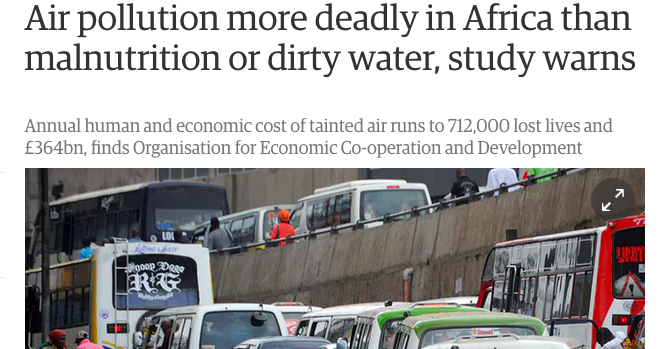 Air pollution more deadly in Africa than
malnutrition or dirty water, study warns
Annual human and economic cost of tainted air runs to 712,000 lost lives and
£364bn, finds Organisation for Economic Co-operation and Development
Snoop Dogg
R&G